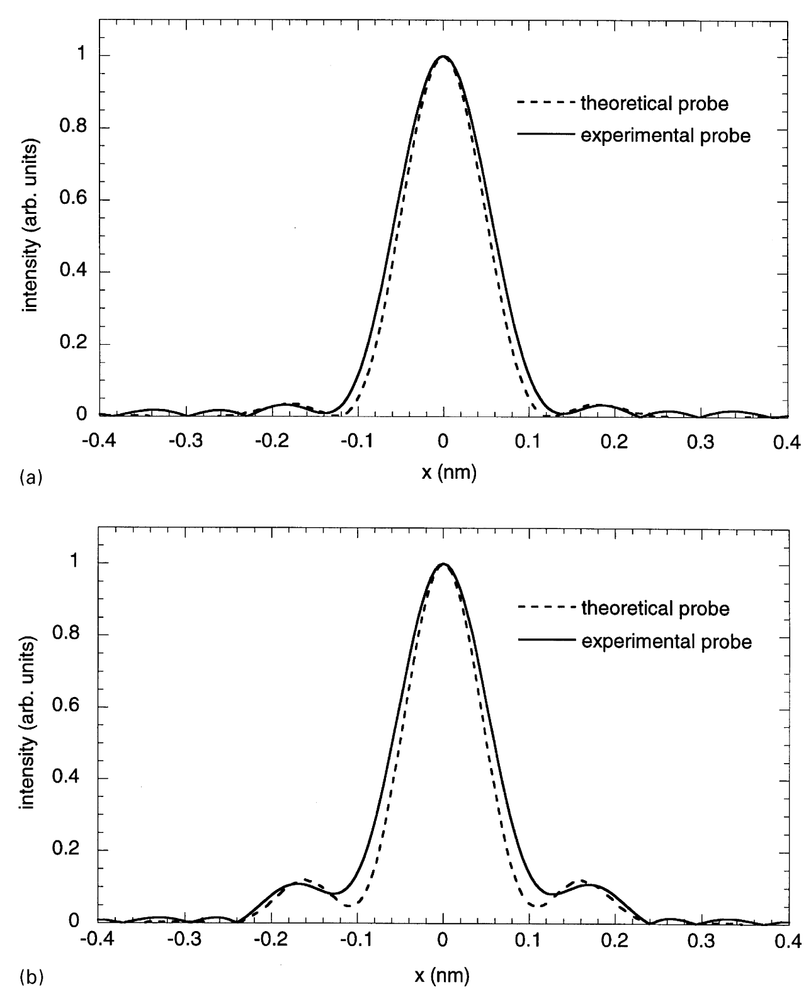 1
0.8
0.6
0.4
0.2
0
intensity (arb. units)
theoretical probe
experimental probe
-0.4 -0.3 -0.2 -0.1 0 0.1 0.2 0.3 0.4
x (nm)
(a)
1
0.8
0.6
0.4
0.2
0
intensity (arb. units)
theoretical probe
experimental probe
-0.4 -0.3 -0.2 -0.1 0 0.1 0.2 0.3 0.4
x (nm)
(b)